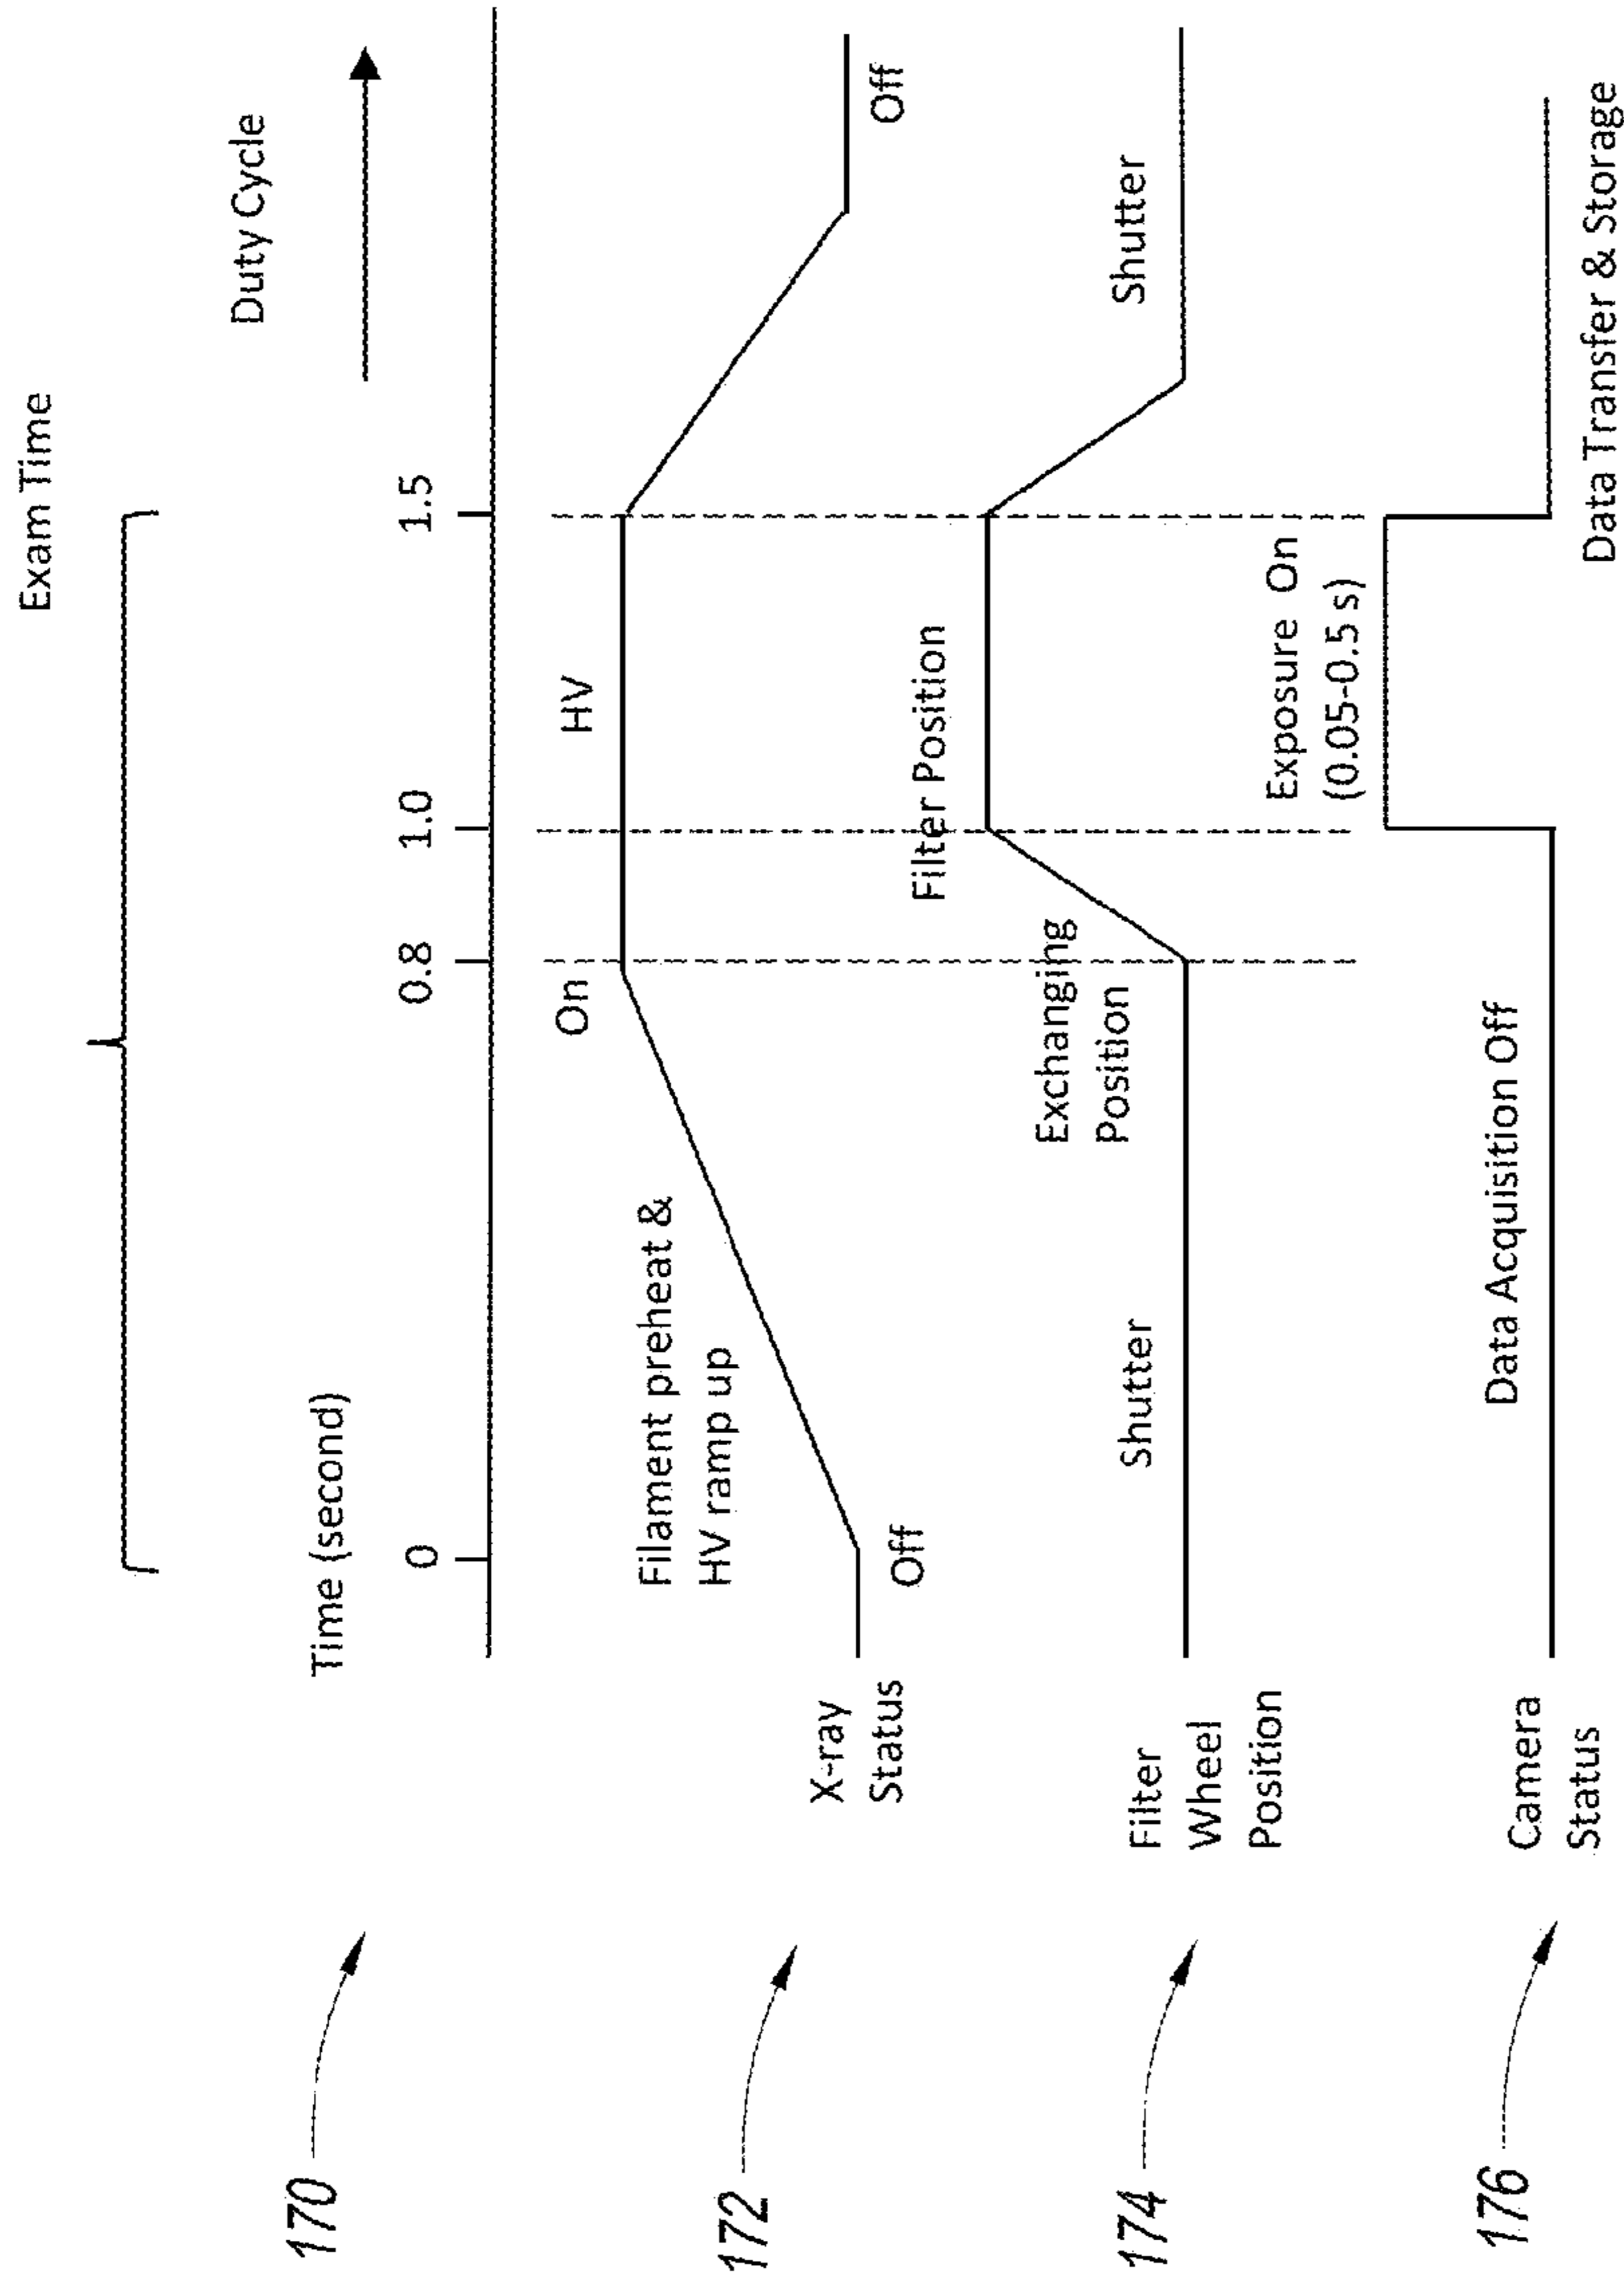 Exam Time
Duty Cycle
170
Time (second)
0
0.8
1.0
1.5
172
X-ray
Status
Off
Filament preheat &
HV ramp up
On
HV
Off
174
Filter
Wheel
Position
Shutter
Exchanging
Position
Filter Position
Shutter
176
Camera
Status
Data Acquisition Off
Exposure On
(0.05-0.5 s)
Data Transfer & Storage